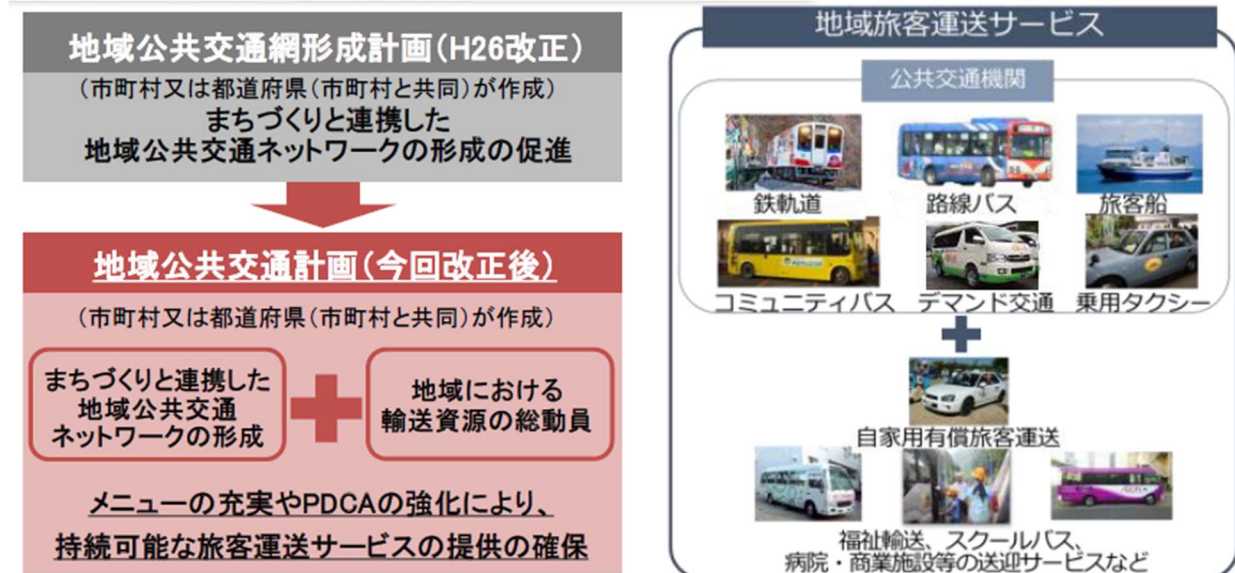 地域公共交通網形成計画(H26改正)
(市町村又は都道府県(市町村と共同)が作成)
まちづくりと連携した
地域公共交通ネットワークの形成の促進
地域公共交通計画(今回改正後)
(市町村又は都道府県(市町村と共同)が作成)
まちづくりと連携した
地域公共交通
ネットワークの形成
地域における
輸送資源の総動員
メニューの充実やPDCAの強化により、
持続可能な旅客運送サービスの提供の確保
地域旅客運送サービス
公共交通機関
鉄軌道
路線バス
旅客船
コミュニティバス
デマンド交通
乗用タクシー
自家用有償旅客運送
福祉輸送、スクールバス、
病院・商業施設等の送迎サービスなど